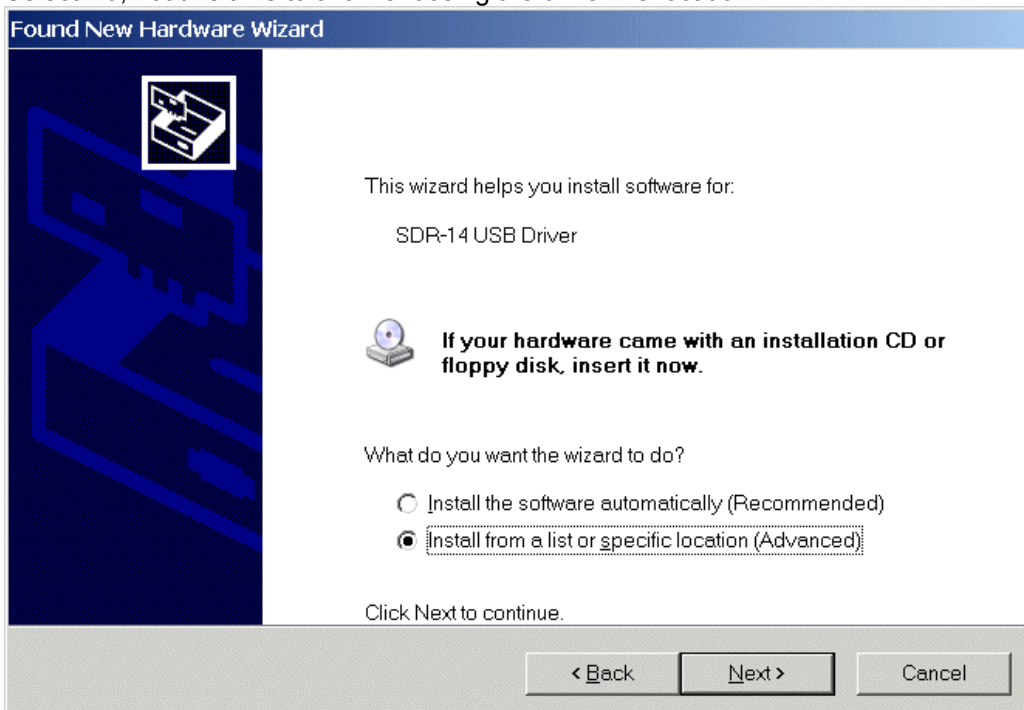 Found New Hardware Wizard
This wizard helps you install software for:
SDR-14 USB Driver
If your hardware came with an installation CD or
floppy disk, insert it now.
What do you want the wizard to do?
Install the software automatically (Recommended)
Install from a list or specific location (Advanced)
Click Next to continue.
< Back
Next >
Cancel